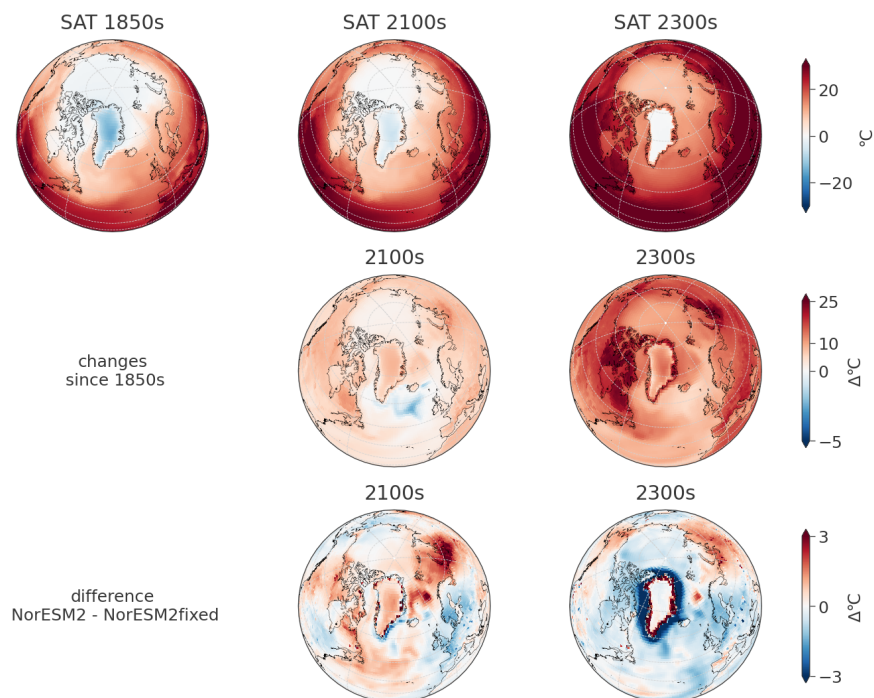 SAT 1850s
SAT 2100s
SAT 2300s
20
0
−20
°C
2100s
2300s
changes
since 1850s
25
10
0
−5
Δ°C
2100s
2300s
difference
NorESM2 - NorESM2fixed
3
0
−3
Δ°C